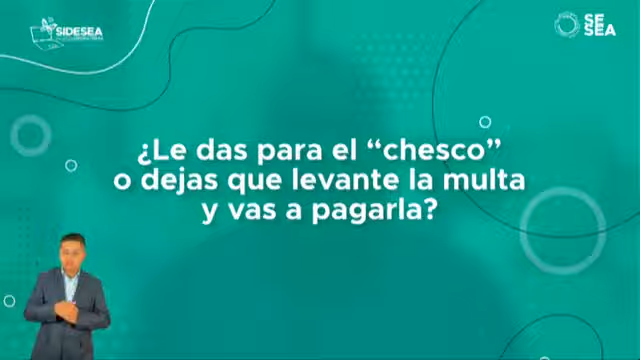 SIDESEA
SE
SEA
¿Le das para el “chesco”
o dejas que levante la multa
y vas a pagarla?